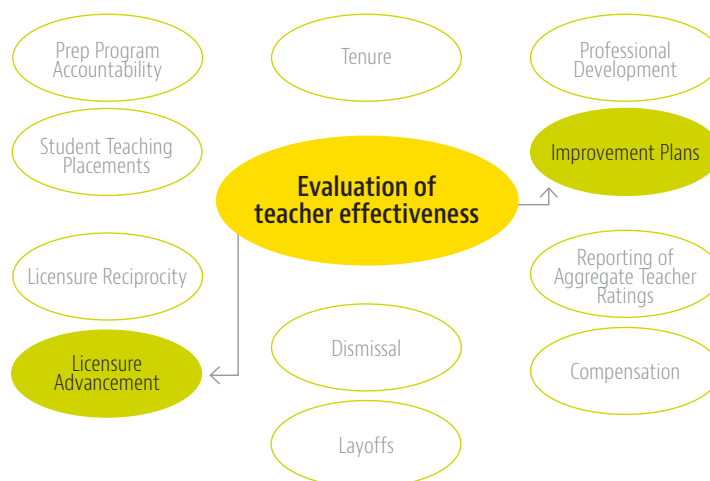 Prep Program
Accountability
Tenure
Professional
Development
Student Teaching
Placements
Improvement Plans
Evaluation of
teacher effectiveness
Licensure Reciprocity
Reporting of
Aggregate Teacher
Ratings
Licensure
Advancement
Dismissal
Compensation
Layoffs